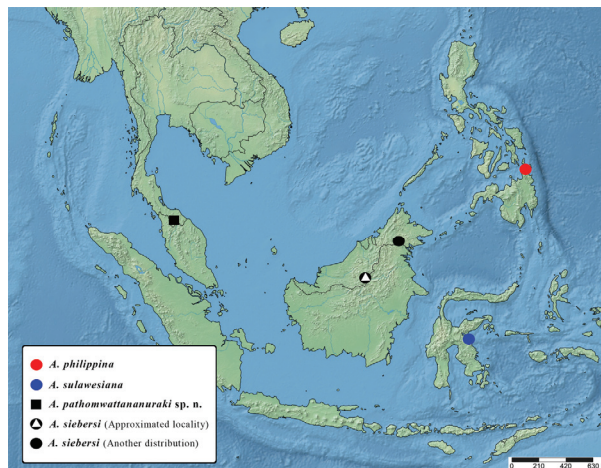 A. philippina
A. sulawesiana
A. pathomwattananuraki sp. n.
A. siebersi (Approximated locality)
A. siebersi (Another distribution)
0 210 420 630